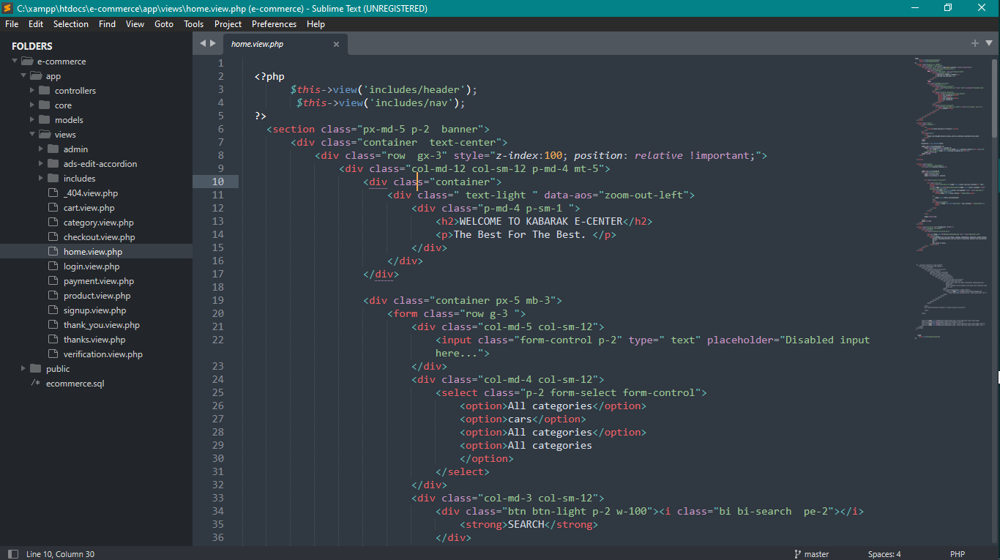 C:\xampp\htdocs\e-commerce\app\views\home.view.php (e-commerce) - Sublime Text (UNREGISTERED)
File Edit Selection Find View Goto Tools Project Preferences Help
FOLDERS
e-commerce
app
controllers
core
models
views
admin
ads-edit-accordion
includes
_404.view.php
cart.view.php
category.view.php
checkout.view.php
home.view.php
login.view.php
payment.view.php
product.view.php
signup.view.php
thank_you.view.php
thanks.view.php
verification.view.php
public
/* ecommerce.sql
home.view.php
1
2 <?php
3 $this->view('includes/header');
4 $this->view('includes/nav');
5 ?>
6 <section class="px-md-5 p-2  banner">
7 <div class="container  text-center">
8 <div class="row  gx-3" style="z-index:100; position: relative !important;">
9 <div class="col-md-12 col-sm-12 p-md-4 mt-5">
10 <div class="container">
11 <div class=" text-light " data-aos="zoom-out-left">
12 <div class="p-md-4 p-sm-1 ">
13 <h2>WELCOME TO KABARAK E-CENTER</h2>
14 <p>The Best For The Best. </p>
15 </div>
16 </div>
17 </div>
18
19 <div class="container px-5 mb-3">
20 <form class="row g-3 ">
21 <div class="col-md-5 col-sm-12">
22 <input class="form-control p-2" type=" text" placeholder="Disabled input
here...">
23 </div>
24 <div class="col-md-4 col-sm-12">
25 <select class="p-2 form-select form-control">
26 <option>All categories</option>
27 <option>cars</option>
28 <option>All categories</option>
29 <option>All categories
30 </option>
31 </select>
32 </div>
33 <div class="col-md-3 col-sm-12">
34 <div class="btn btn-light p-2 w-100"><i class="bi bi-search  pe-2"></i>
35 <strong>SEARCH</strong>
36 </div>
Line 10, Column 30
master
Spaces: 4
PHP